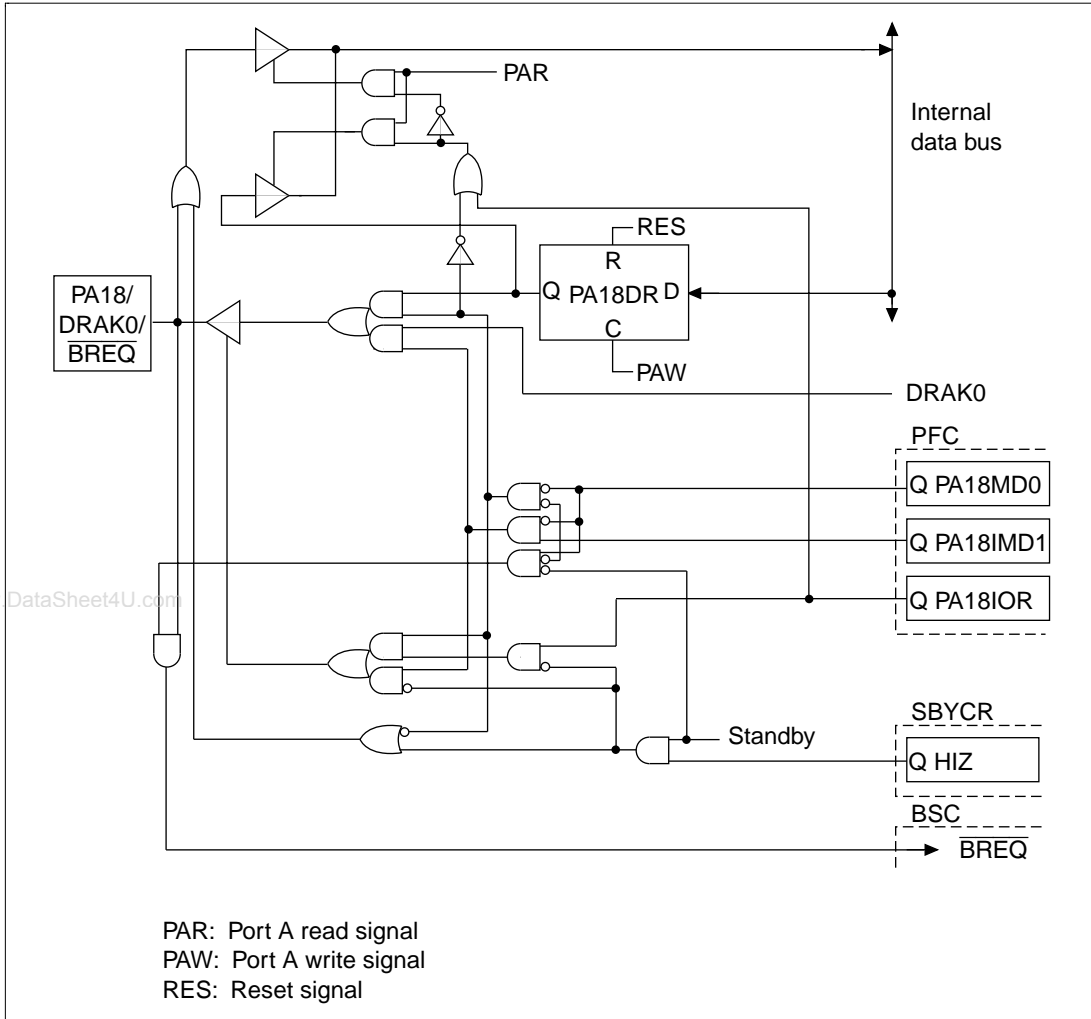 PAR
Internal
data bus
RES
R
Q PA18DR D
C
PAW
PA18/
DRAK0/
BREQ
DRAK0
PFC
Q PA18MD0
Q PA18IMD1
Q PA18IOR
.DataSheet4U.com
SBYCR
Standby
Q HIZ
BSC
BREQ
PAR: Port A read signal
PAW: Port A write signal
RES: Reset signal